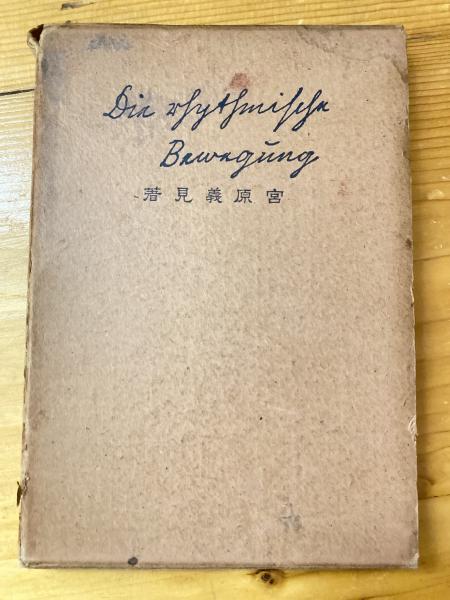 Die rhythmische
Bewegung
宮原義見著